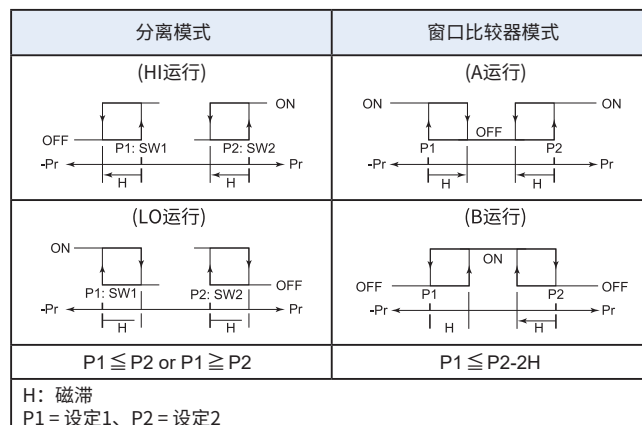 分离模式
窗口比较器模式
(HI运行)
ON
OFF
P1: SW1
P2: SW2
-Pr
Pr
H
H
(A运行)
ON
ON
OFF
P1
P2
-Pr
Pr
H
H
(LO运行)
ON
OFF
P1: SW1
P2: SW2
-Pr
Pr
H
H
(B运行)
ON
OFF
OFF
P1
P2
-Pr
Pr
H
H
P1 ≦ P2 or P1 ≧ P2
P1 ≦ P2-2H
H：磁滞
P1 = 设定1、P2 = 设定2